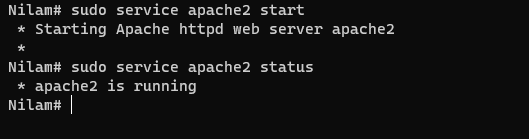 Nilam# sudo service apache2 start
 * Starting Apache httpd web server apache2
 *
Nilam# sudo service apache2 status
 * apache2 is running
Nilam#